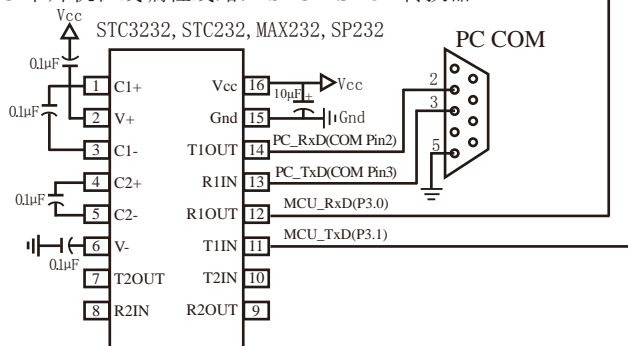 Vcc
STC3232, STC232, MAX232, SP232
PC COM
0.1μF
1 C1+ Vcc 16 Vcc
10μF +
0.1μF
2 V+ Gnd 15 Gnd
2
3
3 C1- T1OUT 14 PC_RxD(COM Pin2)
5
4 C2+ R1IN 13 PC_TxD(COM Pin3)
0.1μF
5 C2- R1OUT 12 MCU_RxD(P3.0)
6 V- T1IN 11 MCU_TxD(P3.1)
0.1μF
7 T2OUT T2IN 10
8 R2IN R2OUT 9